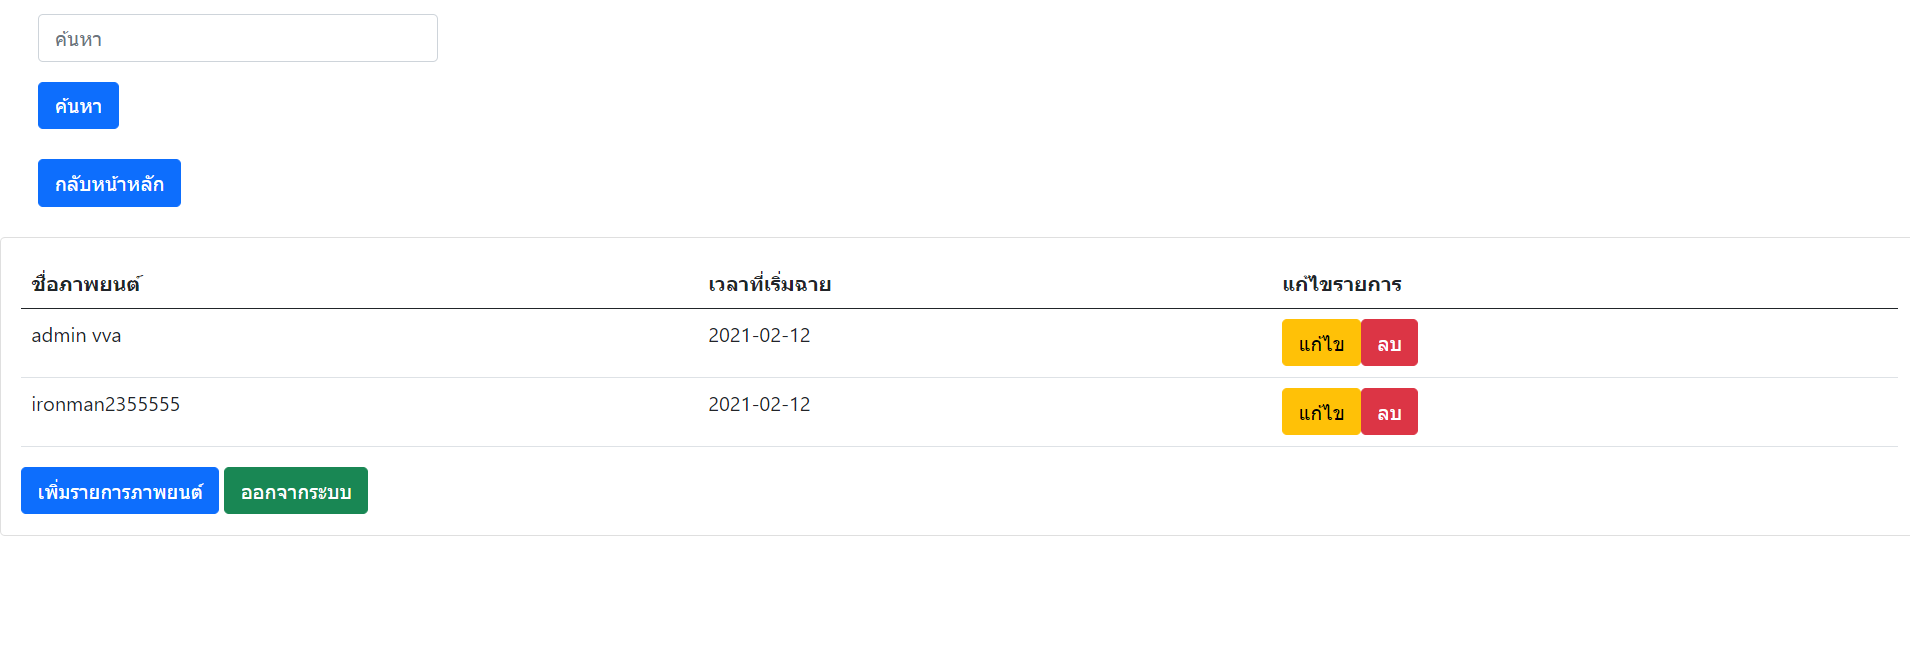 ค้นหา
ค้นหา
กลับหน้าหลัก
ชื่อภาพยนต์ เวลาที่เริ่มฉาย แก้ไขรายการ
admin vva 2021-02-12 แก้ไข ลบ
ironman2355555 2021-02-12 แก้ไข ลบ
เพิ่มรายการภาพยนต์ ออกจากระบบ